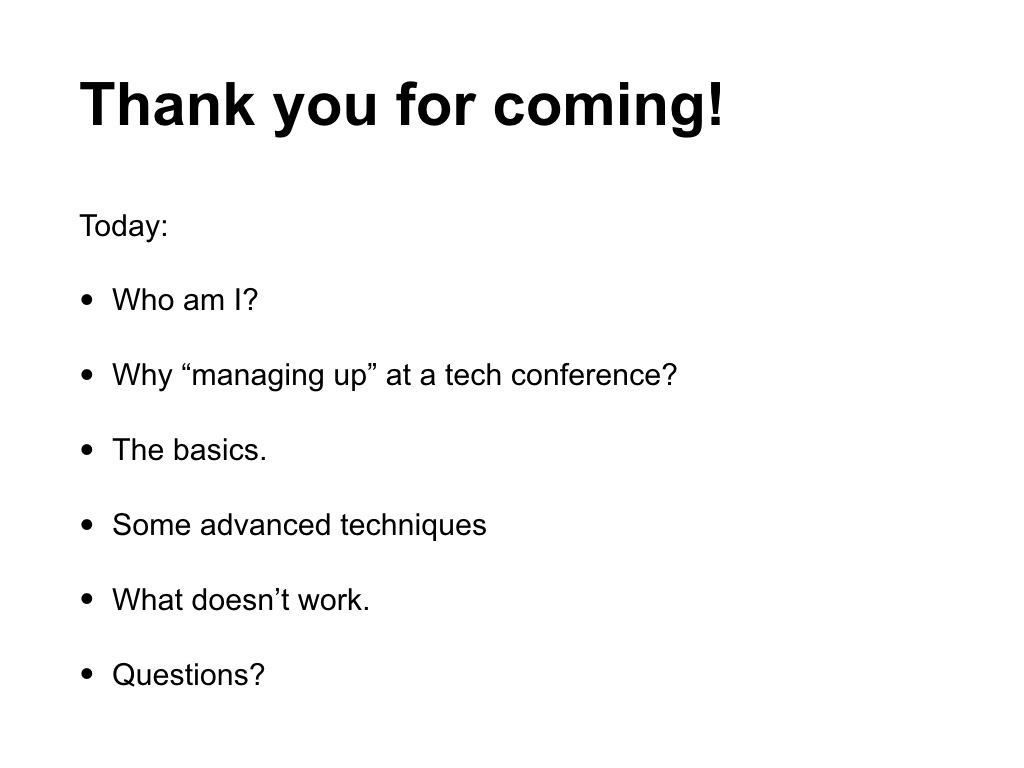 Thank you for coming!
Today:
• Who am I?
• Why “managing up” at a tech conference?
• The basics.
• Some advanced techniques
• What doesn’t work.
• Questions?